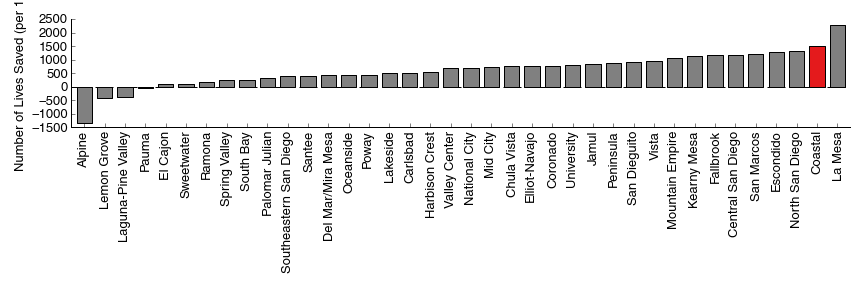 Number of Lives Saved (per 1
2500
2000
1500
1000
500
0
−500
−1000
−1500
Alpine
Lemon Grove
Laguna-Pine Valley
Pauma
El Cajon
Sweetwater
Ramona
Spring Valley
South Bay
Palomar Julian
Southeastern San Diego
Santee
Del Mar/Mira Mesa
Oceanside
Poway
Lakeside
Carlsbad
Harbison Crest
Valley Center
National City
Mid City
Chula Vista
Elliot-Navajo
Coronado
University
Jamul
Peninsula
San Dieguito
Vista
Mountain Empire
Kearny Mesa
Fallbrook
Central San Diego
San Marcos
Escondido
North San Diego
Coastal
La Mesa